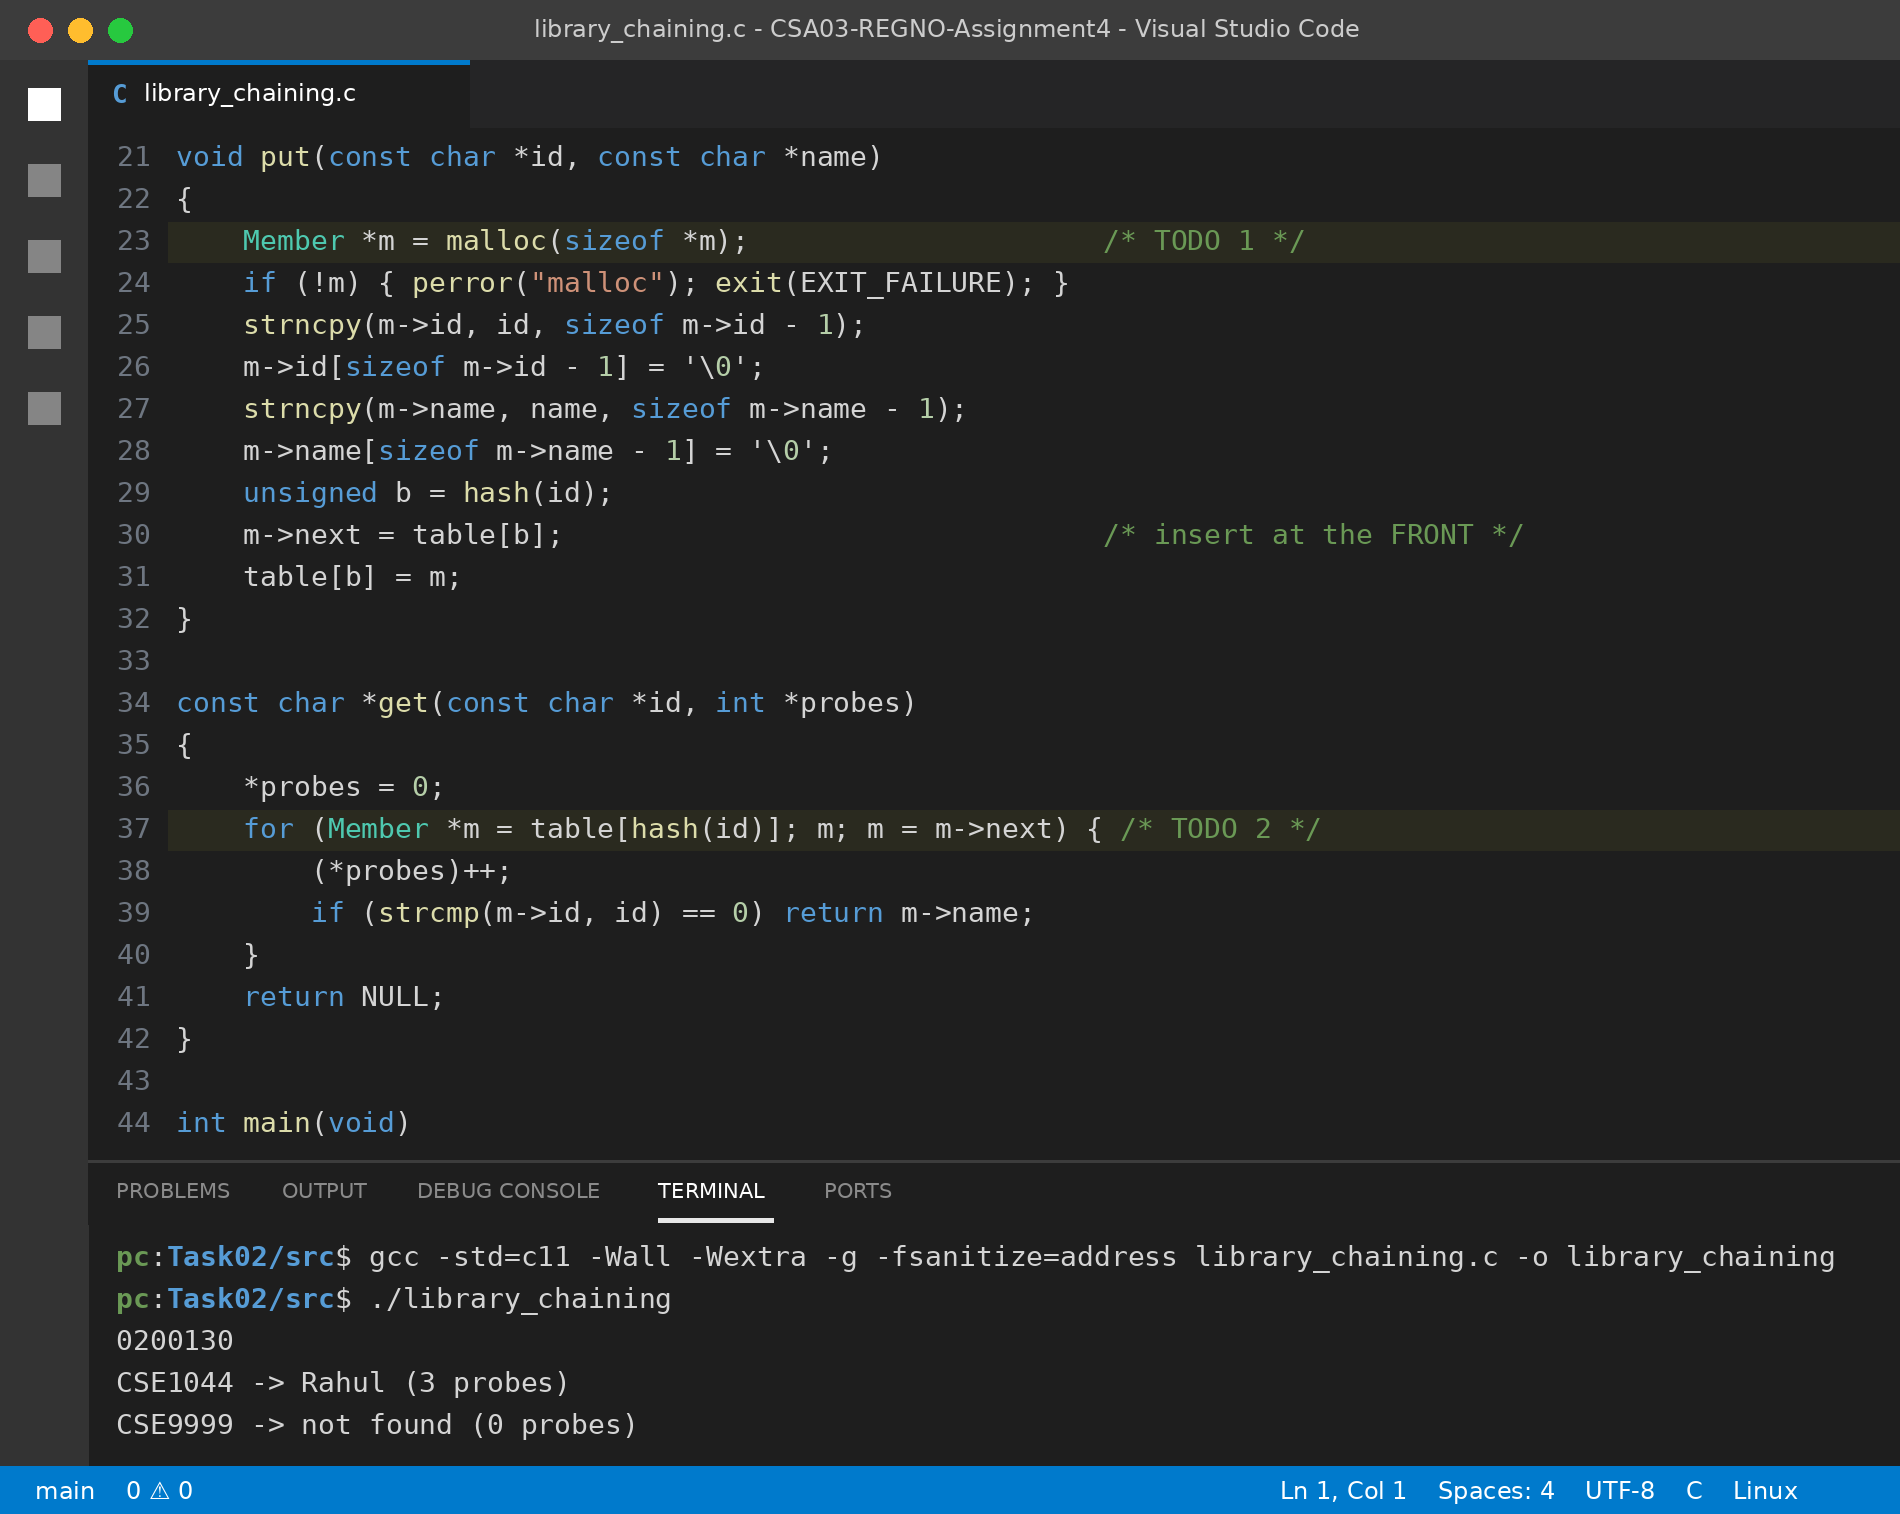 library_chaining.c - CSA03-REGNO-Assignment4 - Visual Studio Code
C library_chaining.c
21 void put(const char *id, const char *name)
22 {
23     Member *m = malloc(sizeof *m);                     /* TODO 1 */
24     if (!m) { perror("malloc"); exit(EXIT_FAILURE); }
25     strncpy(m->id, id, sizeof m->id - 1);
26     m->id[sizeof m->id - 1] = '\0';
27     strncpy(m->name, name, sizeof m->name - 1);
28     m->name[sizeof m->name - 1] = '\0';
29     unsigned b = hash(id);
30     m->next = table[b];                                /* insert at the FRONT */
31     table[b] = m;
32 }
33
34 const char *get(const char *id, int *probes)
35 {
36     *probes = 0;
37     for (Member *m = table[hash(id)]; m; m = m->next) { /* TODO 2 */
38         (*probes)++;
39         if (strcmp(m->id, id) == 0) return m->name;
40     }
41     return NULL;
42 }
43
44 int main(void)
PROBLEMS OUTPUT DEBUG CONSOLE TERMINAL PORTS
pc:Task02/src$ gcc -std=c11 -Wall -Wextra -g -fsanitize=address library_chaining.c -o library_chaining
pc:Task02/src$ ./library_chaining
0200130
CSE1044 -> Rahul (3 probes)
CSE9999 -> not found (0 probes)
main 0 ⚠ 0 Ln 1, Col 1 Spaces: 4 UTF-8 C Linux